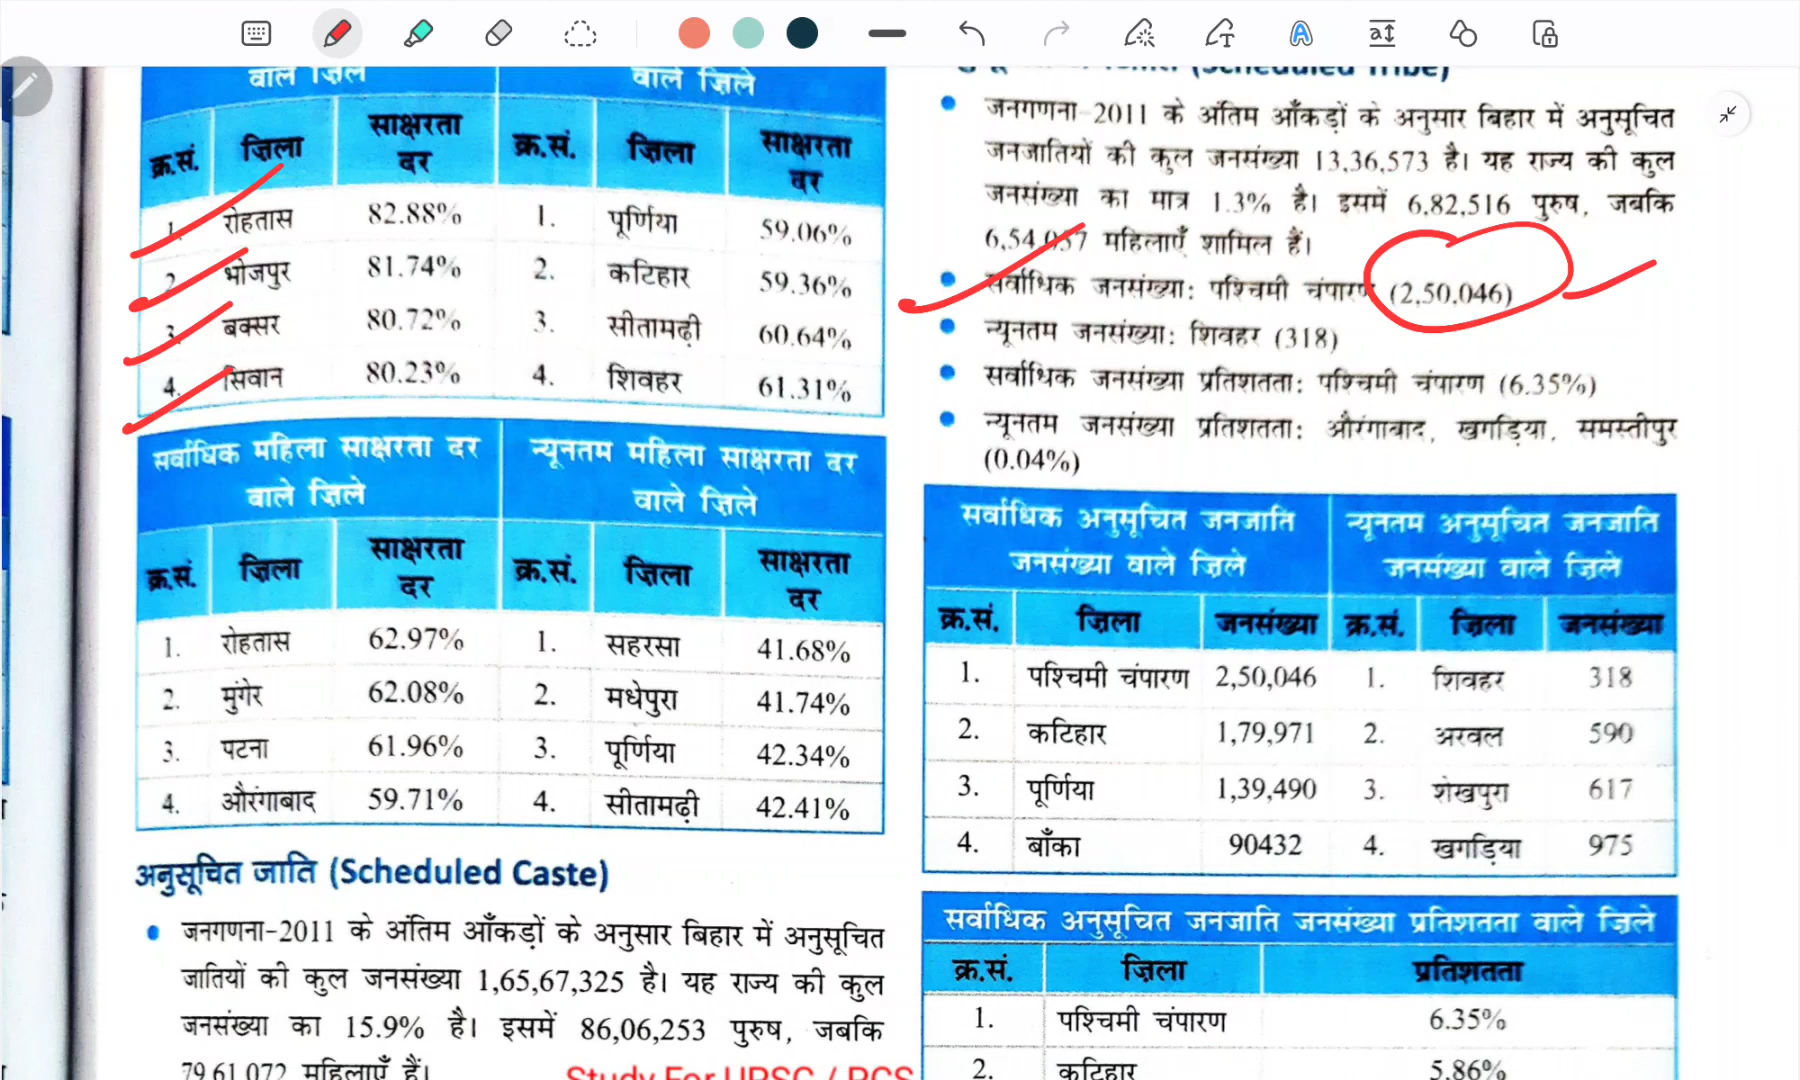 वाले ज़िले
वाले ज़िले
क्र.सं. ज़िला साक्षरता दर क्र.सं. ज़िला साक्षरता दर
1. रोहतास 82.88% 1. पूर्णिया 59.06%
2. भोजपुर 81.74% 2. कटिहार 59.36%
3. बक्सर 80.72% 3. सीतामढ़ी 60.64%
4. सिवान 80.23% 4. शिवहर 61.31%
सर्वाधिक महिला साक्षरता दर
वाले ज़िले
न्यूनतम महिला साक्षरता दर
वाले ज़िले
क्र.सं. ज़िला साक्षरता दर क्र.सं. ज़िला साक्षरता दर
1. रोहतास 62.97% 1. सहरसा 41.68%
2. मुंगेर 62.08% 2. मधेपुरा 41.74%
3. पटना 61.96% 3. पूर्णिया 42.34%
4. औरंगाबाद 59.71% 4. सीतामढ़ी 42.41%
अनुसूचित जाति (Scheduled Caste)
• जनगणना-2011 के अंतिम आँकड़ों के अनुसार बिहार में अनुसूचित
जातियों की कुल जनसंख्या 1,65,67,325 है। यह राज्य की कुल
जनसंख्या का 15.9% है। इसमें 86,06,253 पुरुष, जबकि
79,61,072 महिलाएँ हैं।
Study For UPSC / PCS
(Scheduled Tribe)
• जनगणना-2011 के अंतिम आँकड़ों के अनुसार बिहार में अनुसूचित
जनजातियों की कुल जनसंख्या 13,36,573 है। यह राज्य की कुल
जनसंख्या का मात्र 1.3% है। इसमें 6,82,516 पुरुष, जबकि
6,54,057 महिलाएँ शामिल हैं।
• सर्वाधिक जनसंख्या: पश्चिमी चंपारण (2,50,046)
• न्यूनतम जनसंख्या: शिवहर (318)
• सर्वाधिक जनसंख्या प्रतिशतता: पश्चिमी चंपारण (6.35%)
• न्यूनतम जनसंख्या प्रतिशतता: औरंगाबाद, खगड़िया, समस्तीपुर
(0.04%)
सर्वाधिक अनुसूचित जनजाति
जनसंख्या वाले ज़िले
न्यूनतम अनुसूचित जनजाति
जनसंख्या वाले ज़िले
क्र.सं. ज़िला जनसंख्या क्र.सं. ज़िला जनसंख्या
1. पश्चिमी चंपारण 2,50,046 1. शिवहर 318
2. कटिहार 1,79,971 2. अरवल 590
3. पूर्णिया 1,39,490 3. शेखपुरा 617
4. बाँका 90432 4. खगड़िया 975
सर्वाधिक अनुसूचित जनजाति जनसंख्या प्रतिशतता वाले ज़िले
क्र.सं. ज़िला प्रतिशतता
1. पश्चिमी चंपारण 6.35%
2. कटिहार 5.86%